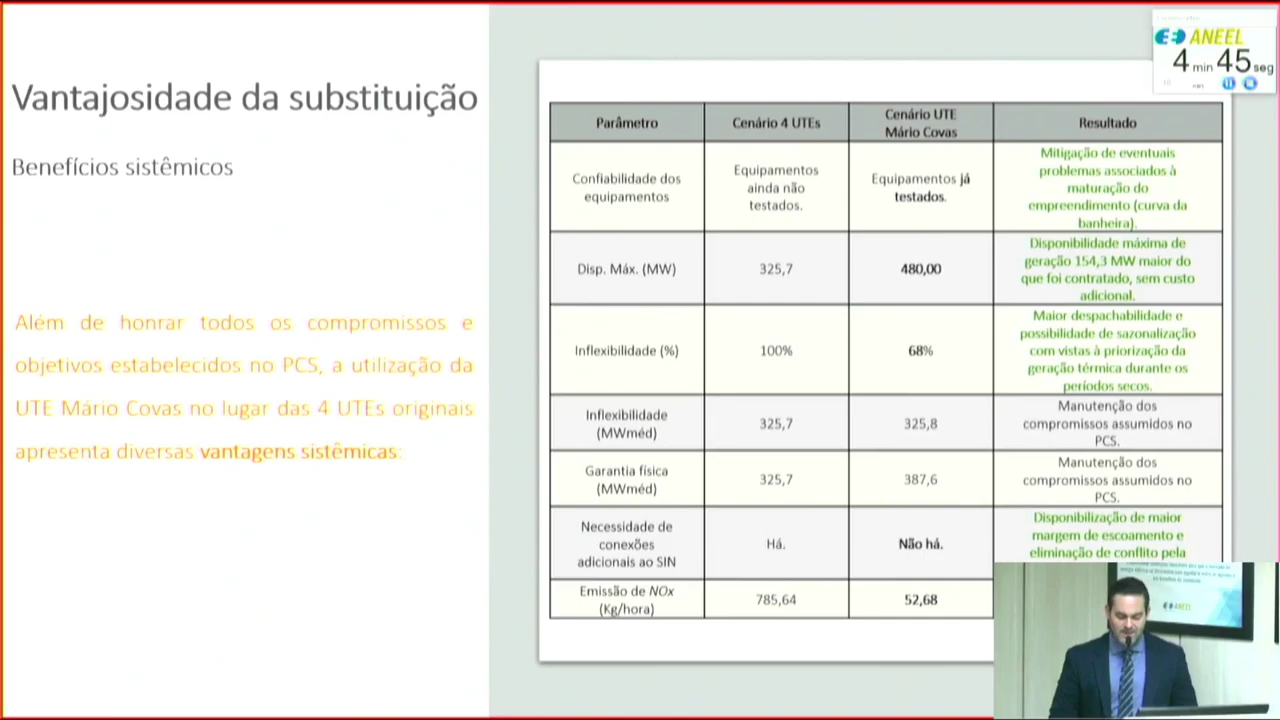 Vantajosidade da substituição
Benefícios sistêmicos
Além de honrar todos os compromissos e
objetivos estabelecidos no PCS, a utilização da
UTE Mário Covas no lugar das 4 UTEs originais
apresenta diversas vantagens sistêmicas:
ANEEL
4 min 45 seg
Parâmetro
Cenário 4 UTEs
Cenário UTE
Mário Covas
Resultado
Confiabilidade dos
equipamentos
Equipamentos
ainda não
testados.
Equipamentos já
testados.
Mitigação de eventuais
problemas associados à
maturação do
empreendimento (curva da
banheira).
Disp. Máx. (MW)
325,7
480,00
Disponibilidade máxima de
geração 154,3 MW maior do
que foi contratado, sem custo
adicional.
Inflexibilidade (%)
100%
68%
Maior despachabilidade e
possibilidade de sazonalização
com vistas à priorização da
geração térmica durante os
períodos secos.
Inflexibilidade
(MWméd)
325,7
325,8
Manutenção dos
compromissos assumidos no
PCS.
Garantia física
(MWméd)
325,7
387,6
Manutenção dos
compromissos assumidos no
PCS.
Necessidade de
conexões
adicionais ao SIN
Há.
Não há.
Disponibilização de maior
margem de escoamento e
eliminação de conflito pela
Emissão de NOx
(Kg/hora)
785,64
52,68
ANEEL